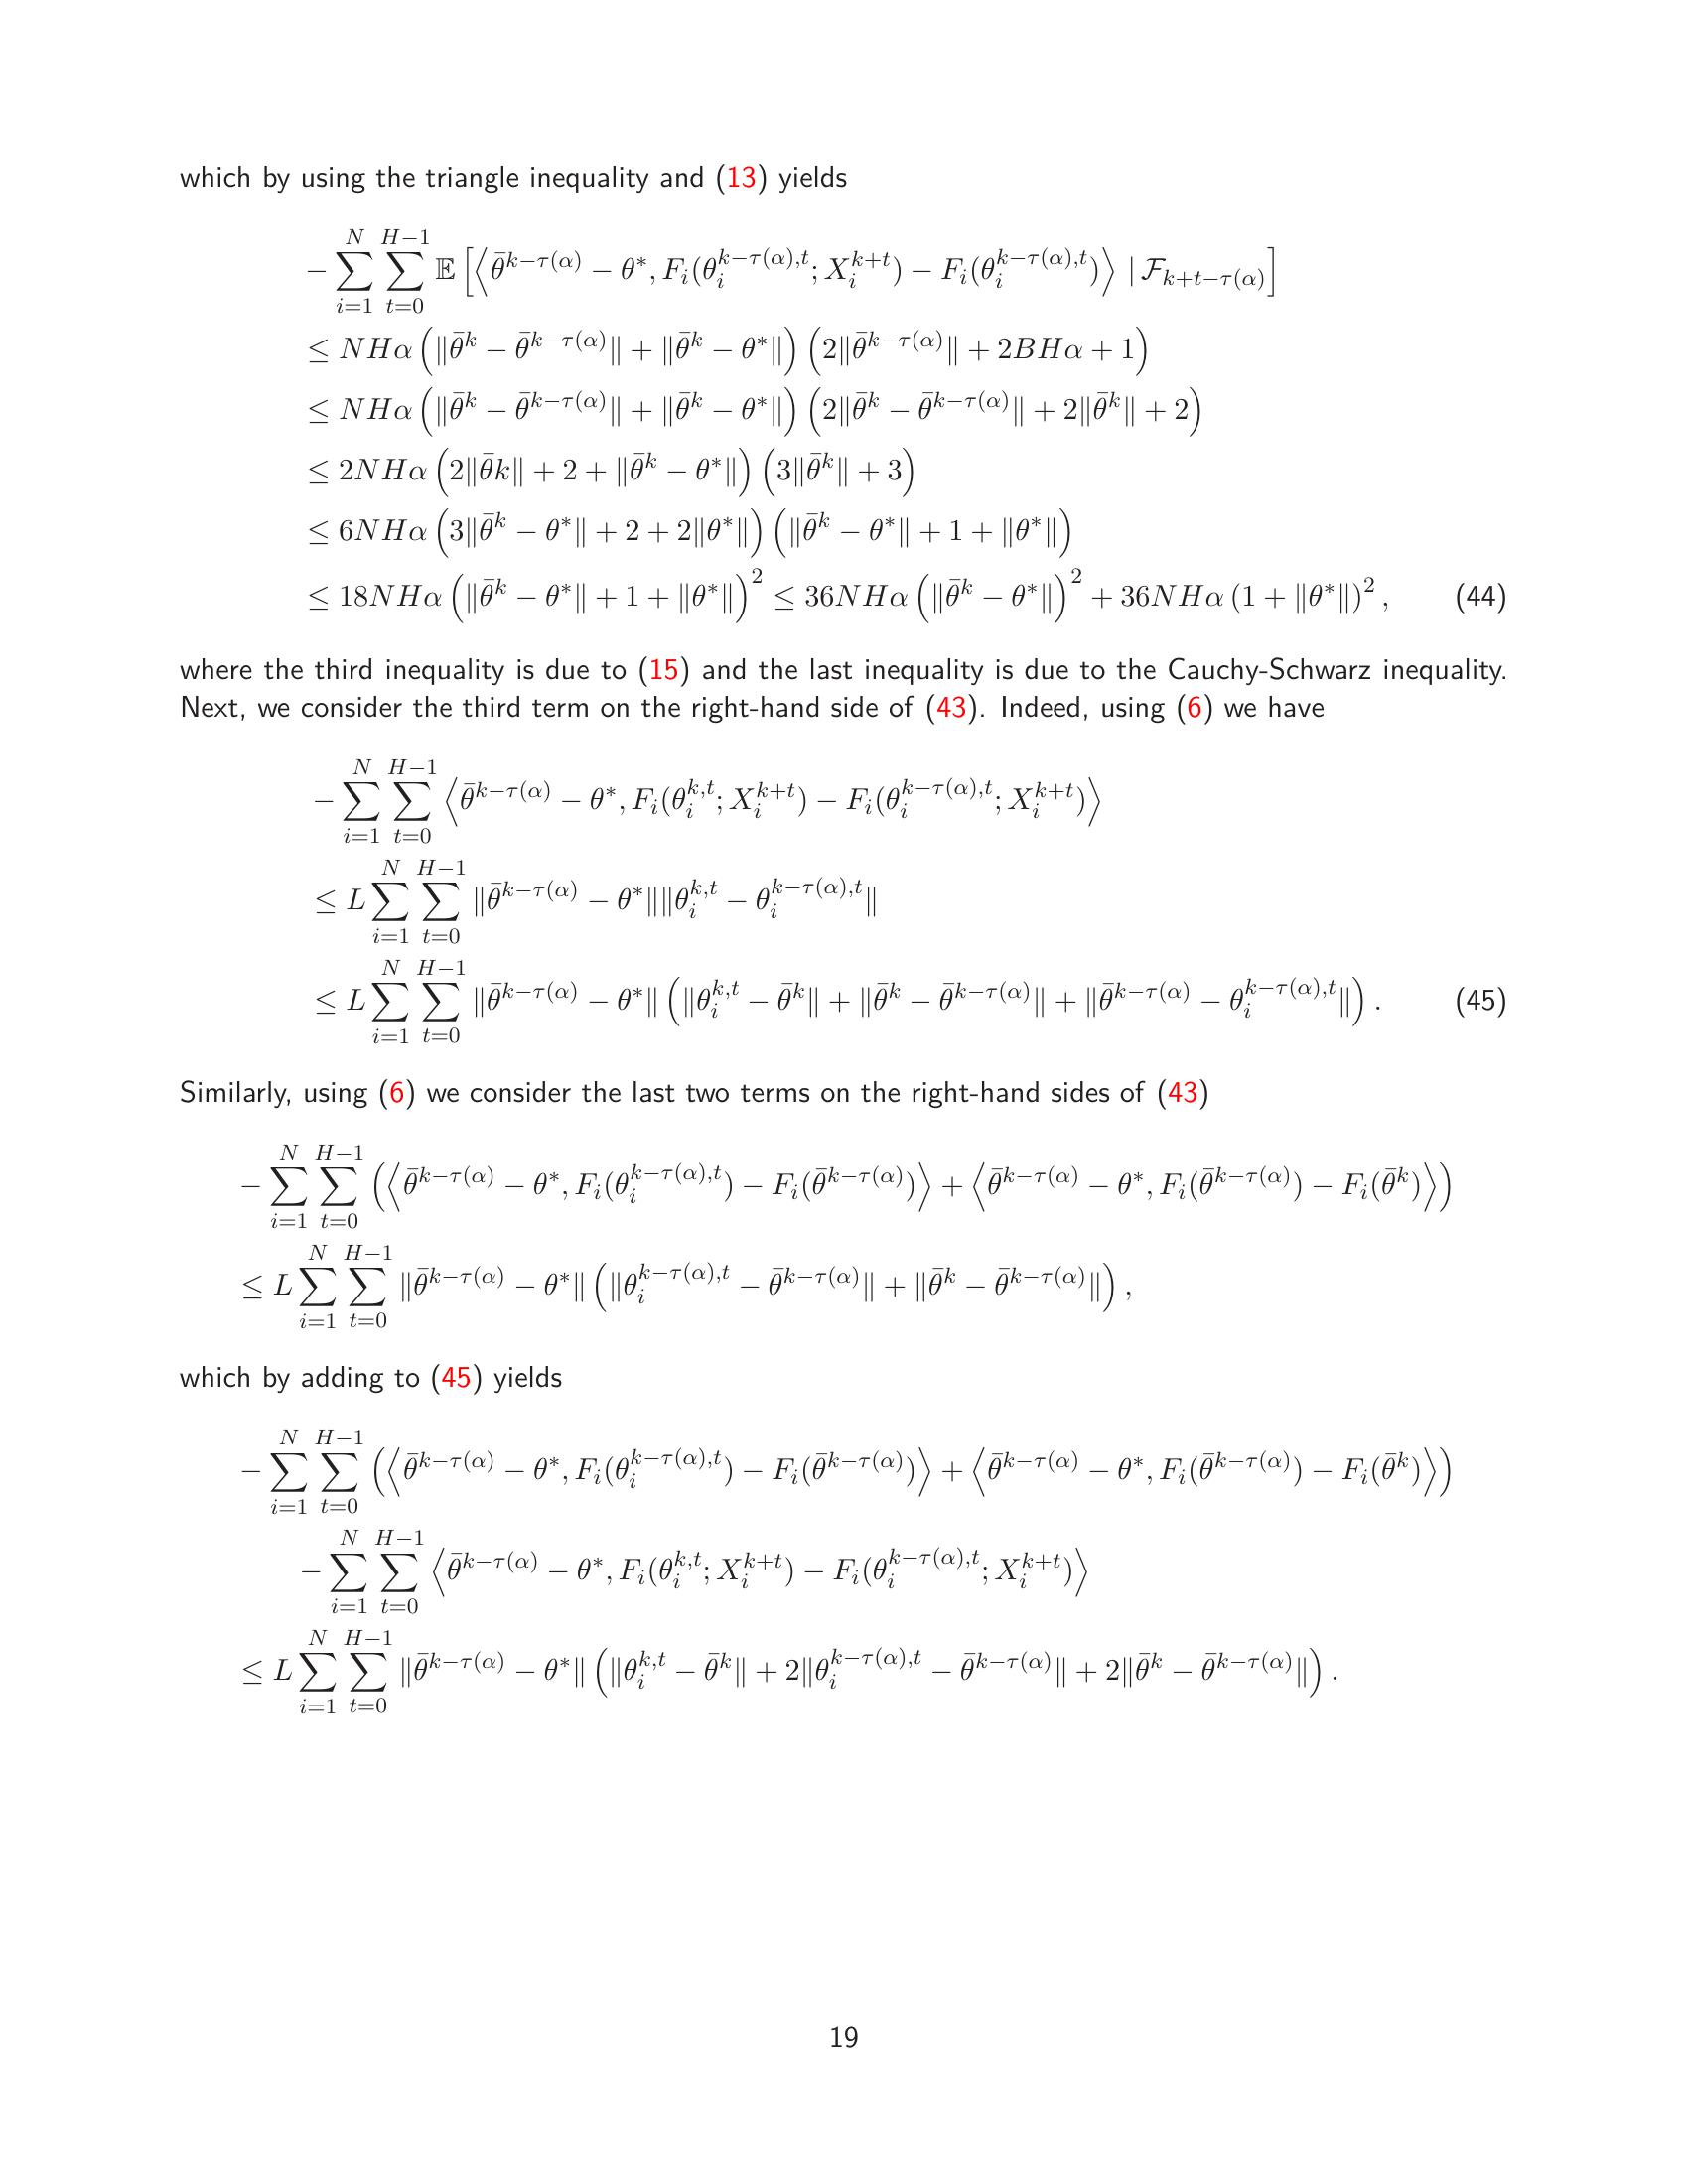 which by using the triangle inequality and (13) yields
$-\sum_{i=1}^{N}\sum_{t=0}^{H-1}\mathbb{E}\left[\left\langle\bar{\theta}^{k-\tau(\alpha)}-\theta^*, F_i(\theta_i^{k-\tau(\alpha),t};X_i^{k+t})-F_i(\theta_i^{k-\tau(\alpha),t})\right\rangle\mid\mathcal{F}_{k+t-\tau(\alpha)}\right]$
$\leq NH\alpha\left(\|\bar{\theta}^k-\bar{\theta}^{k-\tau(\alpha)}\|+\|\bar{\theta}^k-\theta^*\|\right)\left(2\|\bar{\theta}^{k-\tau(\alpha)}\|+2BH\alpha+1\right)$
$\leq NH\alpha\left(\|\bar{\theta}^k-\bar{\theta}^{k-\tau(\alpha)}\|+\|\bar{\theta}^k-\theta^*\|\right)\left(2\|\bar{\theta}^k-\bar{\theta}^{k-\tau(\alpha)}\|+2\|\bar{\theta}^k\|+2\right)$
$\leq 2NH\alpha\left(2\|\bar{\theta}k\|+2+\|\bar{\theta}^k-\theta^*\|\right)\left(3\|\bar{\theta}^k\|+3\right)$
$\leq 6NH\alpha\left(3\|\bar{\theta}^k-\theta^*\|+2+2\|\theta^*\|\right)\left(\|\bar{\theta}^k-\theta^*\|+1+\|\theta^*\|\right)$
$\leq 18NH\alpha\left(\|\bar{\theta}^k-\theta^*\|+1+\|\theta^*\|\right)^2\leq 36NH\alpha\left(\|\bar{\theta}^k-\theta^*\|\right)^2+36NH\alpha\left(1+\|\theta^*\|\right)^2,$ (44)
where the third inequality is due to (15) and the last inequality is due to the Cauchy-Schwarz inequality.
Next, we consider the third term on the right-hand side of (43). Indeed, using (6) we have
$-\sum_{i=1}^{N}\sum_{t=0}^{H-1}\left\langle\bar{\theta}^{k-\tau(\alpha)}-\theta^*, F_i(\theta_i^{k,t};X_i^{k+t})-F_i(\theta_i^{k-\tau(\alpha),t};X_i^{k+t})\right\rangle$
$\leq L\sum_{i=1}^{N}\sum_{t=0}^{H-1}\|\bar{\theta}^{k-\tau(\alpha)}-\theta^*\|\|\theta_i^{k,t}-\theta_i^{k-\tau(\alpha),t}\|$
$\leq L\sum_{i=1}^{N}\sum_{t=0}^{H-1}\|\bar{\theta}^{k-\tau(\alpha)}-\theta^*\|\left(\|\theta_i^{k,t}-\bar{\theta}^k\|+\|\bar{\theta}^k-\bar{\theta}^{k-\tau(\alpha)}\|+\|\bar{\theta}^{k-\tau(\alpha)}-\theta_i^{k-\tau(\alpha),t}\|\right).$ (45)
Similarly, using (6) we consider the last two terms on the right-hand sides of (43)
$-\sum_{i=1}^{N}\sum_{t=0}^{H-1}\left(\left\langle\bar{\theta}^{k-\tau(\alpha)}-\theta^*, F_i(\theta_i^{k-\tau(\alpha),t})-F_i(\bar{\theta}^{k-\tau(\alpha)})\right\rangle+\left\langle\bar{\theta}^{k-\tau(\alpha)}-\theta^*, F_i(\bar{\theta}^{k-\tau(\alpha)})-F_i(\bar{\theta}^k)\right\rangle\right)$
$\leq L\sum_{i=1}^{N}\sum_{t=0}^{H-1}\|\bar{\theta}^{k-\tau(\alpha)}-\theta^*\|\left(\|\theta_i^{k-\tau(\alpha),t}-\bar{\theta}^{k-\tau(\alpha)}\|+\|\bar{\theta}^k-\bar{\theta}^{k-\tau(\alpha)}\|\right),$
which by adding to (45) yields
$-\sum_{i=1}^{N}\sum_{t=0}^{H-1}\left(\left\langle\bar{\theta}^{k-\tau(\alpha)}-\theta^*, F_i(\theta_i^{k-\tau(\alpha),t})-F_i(\bar{\theta}^{k-\tau(\alpha)})\right\rangle+\left\langle\bar{\theta}^{k-\tau(\alpha)}-\theta^*, F_i(\bar{\theta}^{k-\tau(\alpha)})-F_i(\bar{\theta}^k)\right\rangle\right)$
$-\sum_{i=1}^{N}\sum_{t=0}^{H-1}\left\langle\bar{\theta}^{k-\tau(\alpha)}-\theta^*, F_i(\theta_i^{k,t};X_i^{k+t})-F_i(\theta_i^{k-\tau(\alpha),t};X_i^{k+t})\right\rangle$
$\leq L\sum_{i=1}^{N}\sum_{t=0}^{H-1}\|\bar{\theta}^{k-\tau(\alpha)}-\theta^*\|\left(\|\theta_i^{k,t}-\bar{\theta}^k\|+2\|\theta_i^{k-\tau(\alpha),t}-\bar{\theta}^{k-\tau(\alpha)}\|+2\|\bar{\theta}^k-\bar{\theta}^{k-\tau(\alpha)}\|\right).$
19